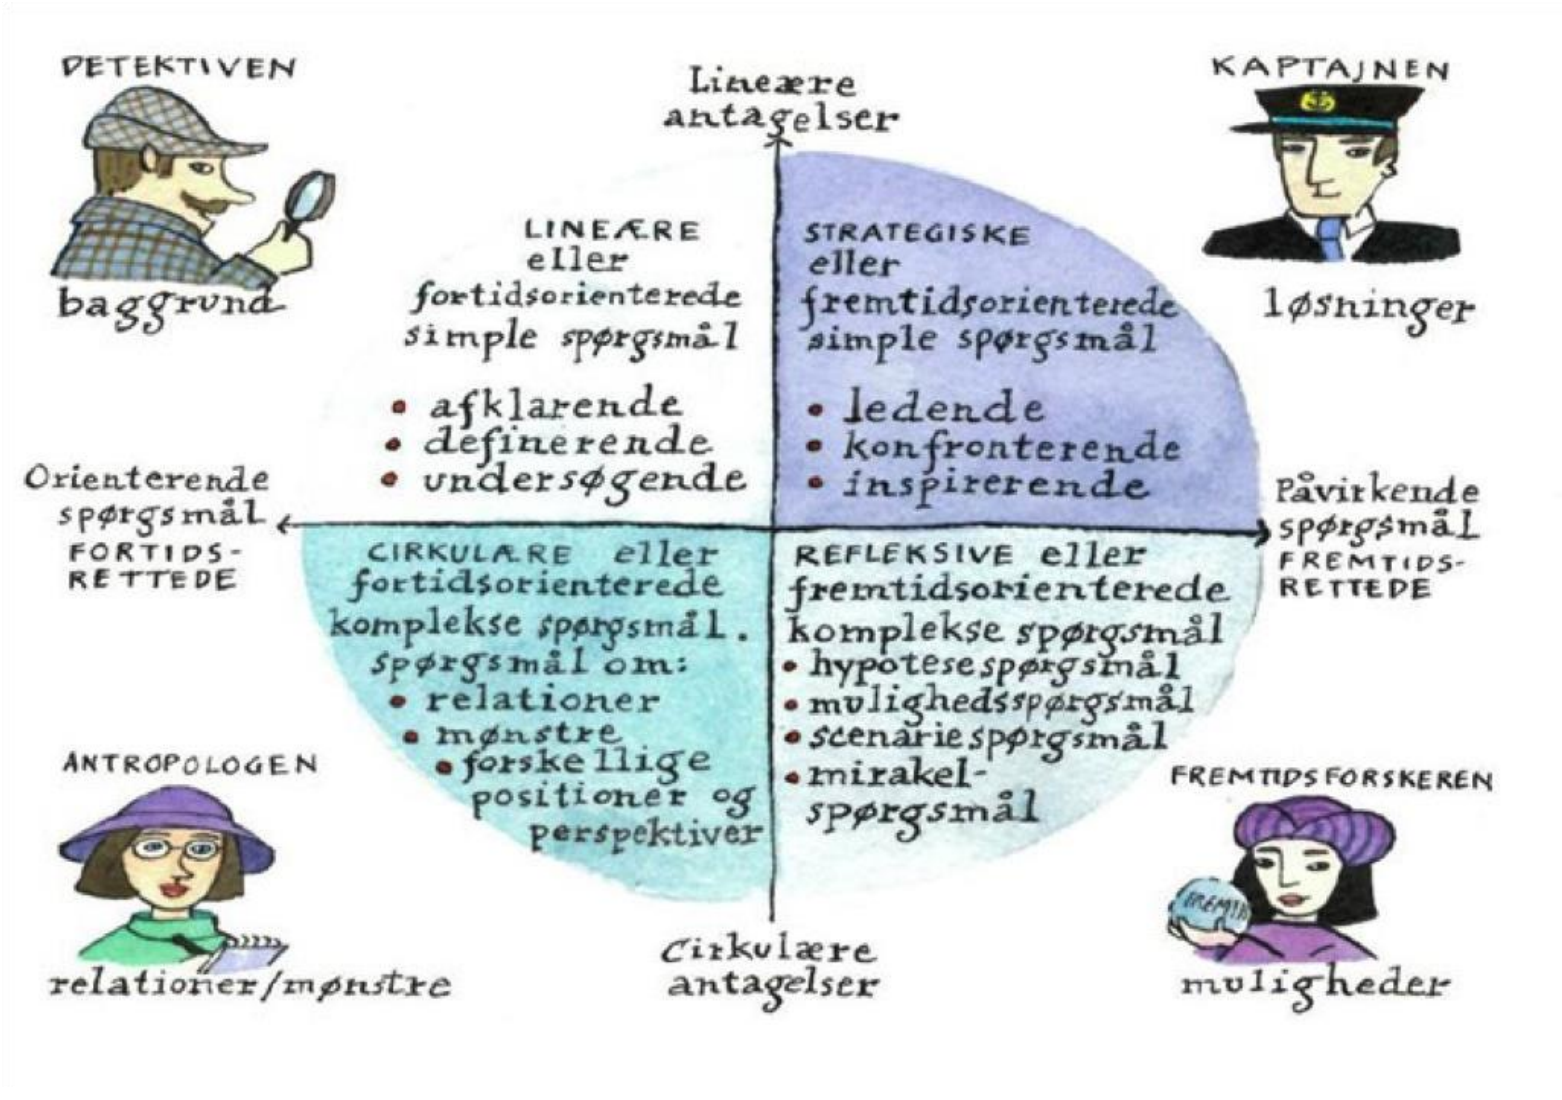 DETEKTIVEN
baggrund
Lineære
antagelser
KAPTAJNEN
løsninger
LINEÆRE
eller
fortidsorienterede
simple spørgsmål
• afklarende
• definerende
• undersøgende
STRATEGISKE
eller
fremtidsorienterede
simple spørgsmål
• ledende
• konfronterende
• inspirerende
Orienterende
spørgsmål
FORTIDS-
RETTEDE
Påvirkende
spørgsmål
FREMTIDS-
RETTEDE
CIRKULÆRE eller
fortidsorienterede
komplekse spørgsmål.
spørgsmål om:
• relationer
• mønstre
• forskellige
positioner og
perspektiver
REFLEKSIVE eller
fremtidsorienterede
komplekse spørgsmål
• hypotesespørgsmål
• mulighedsspørgsmål
• scenariespørgsmål
• mirakel-
spørgsmål
ANTROPOLOGEN
relationer/mønstre
Cirkulære
antagelser
FREMTIDSFORSKEREN
muligheder